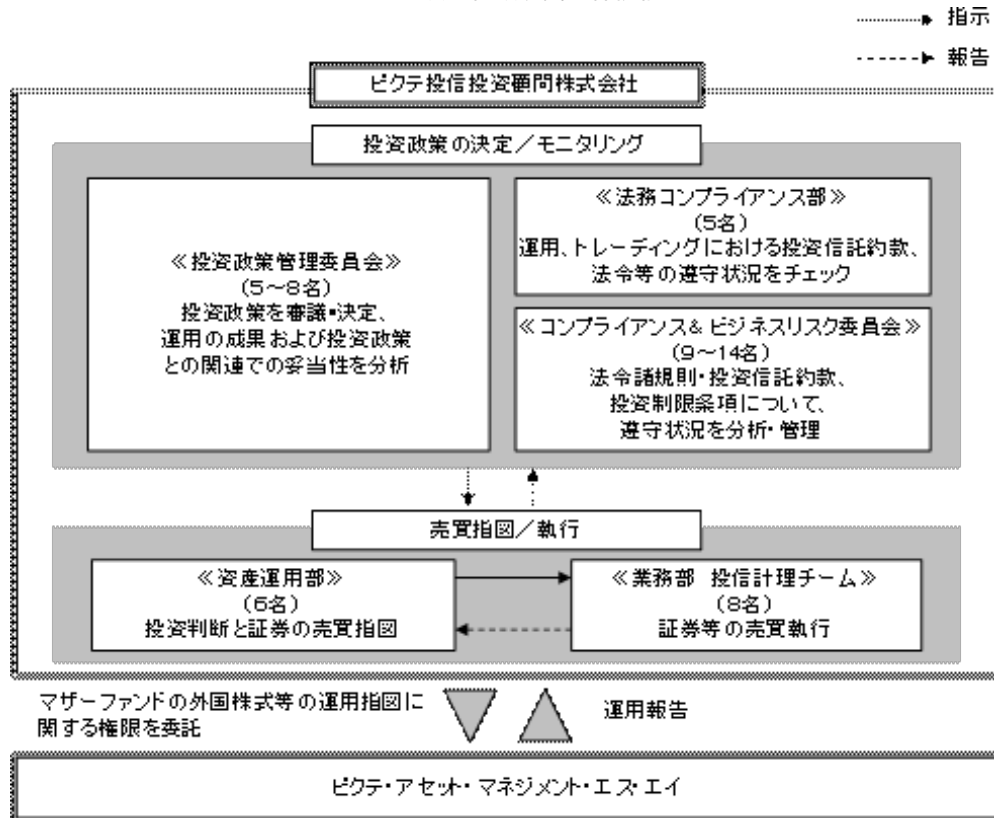 指示
報告
ピクテ投信投資顧問株式会社
投資政策の決定／モニタリング
≪投資政策管理委員会≫
(5～8名)
投資政策を審議・決定、
運用の成果および投資政策
との関連での妥当性を分析
≪法務コンプライアンス部≫
(5名)
運用、トレーディングにおける投資信託約款、
法令等の遵守状況をチェック
≪コンプライアンス& ビジネスリスク委員会≫
(9～14名)
法令諸規則・投資信託約款、
投資制限条項について、
遵守状況を分析・管理
売買指図／執行
≪資産運用部≫
(6名)
投資判断と証券の売買指図
≪業務部 投信計理チーム≫
(8名)
証券等の売買執行
マザーファンドの外国株式等の運用指図に
関する権限を委託
運用報告
ピクテ・アセット・マネジメント・エス・エイ